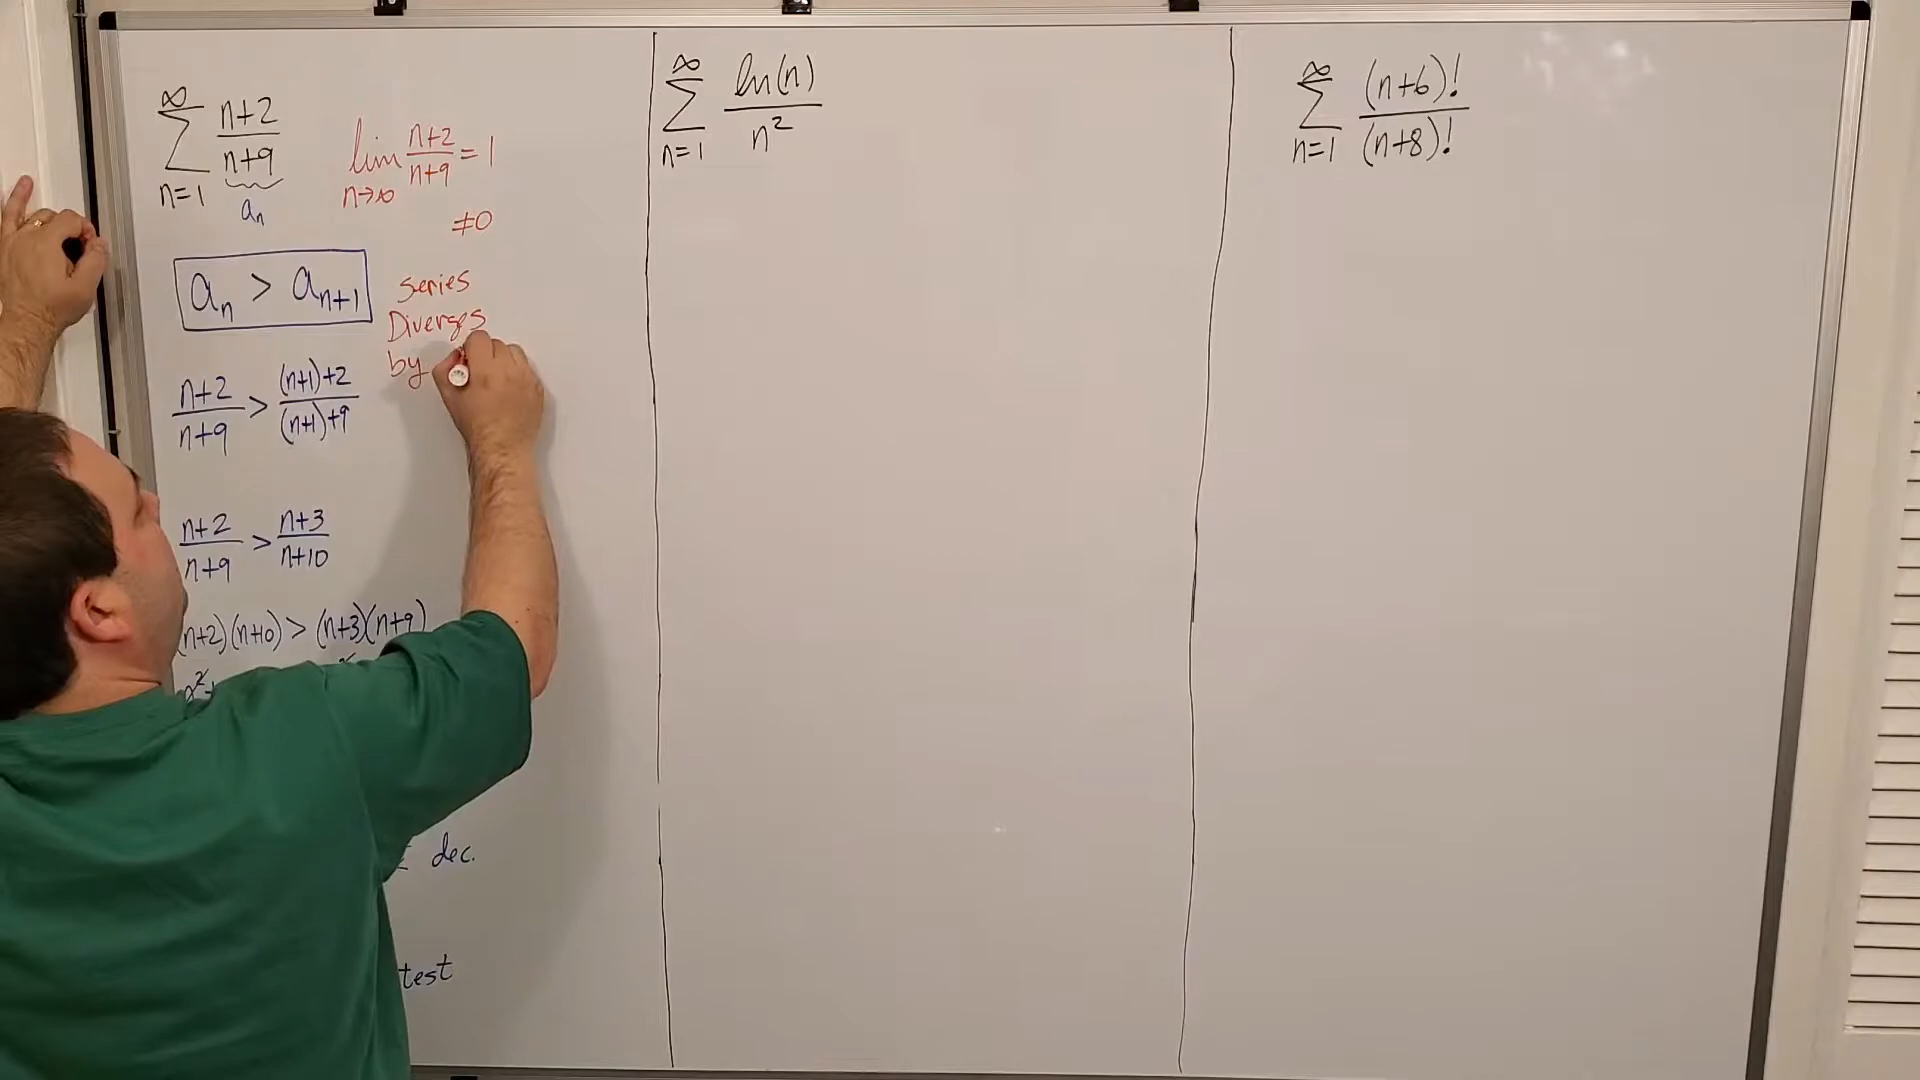 ∞
∑ n+2/n+9
n=1
aₙ
lim n+2/n+9 = 1
n→∞
≠0
aₙ > aₙ₊₁
series
Diverges
by
n+2/n+9 > (n+1)+2/(n+1)+9
n+2/n+9 > n+3/n+10
n+2)(n+10) > (n+3)(n+9)
dec.
test
∞
∑ ln(n)/n²
n=1
∞
∑ (n+6)!/(n+8)!
n=1